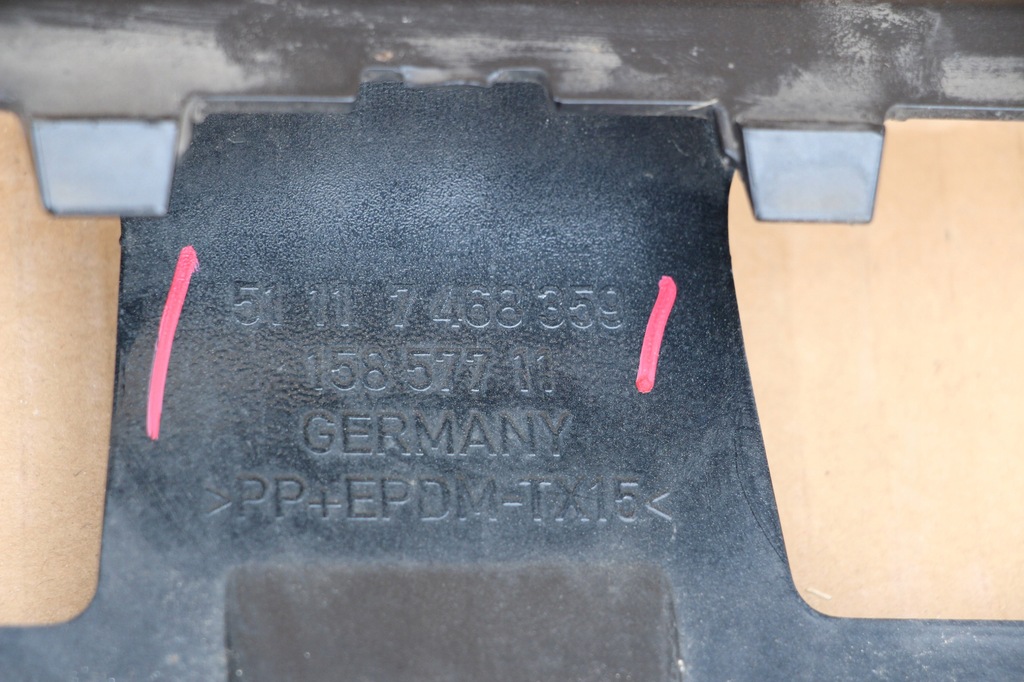 51 11 7 468 359
158 577 11
GERMANY
>PP+EPDM-TX15<